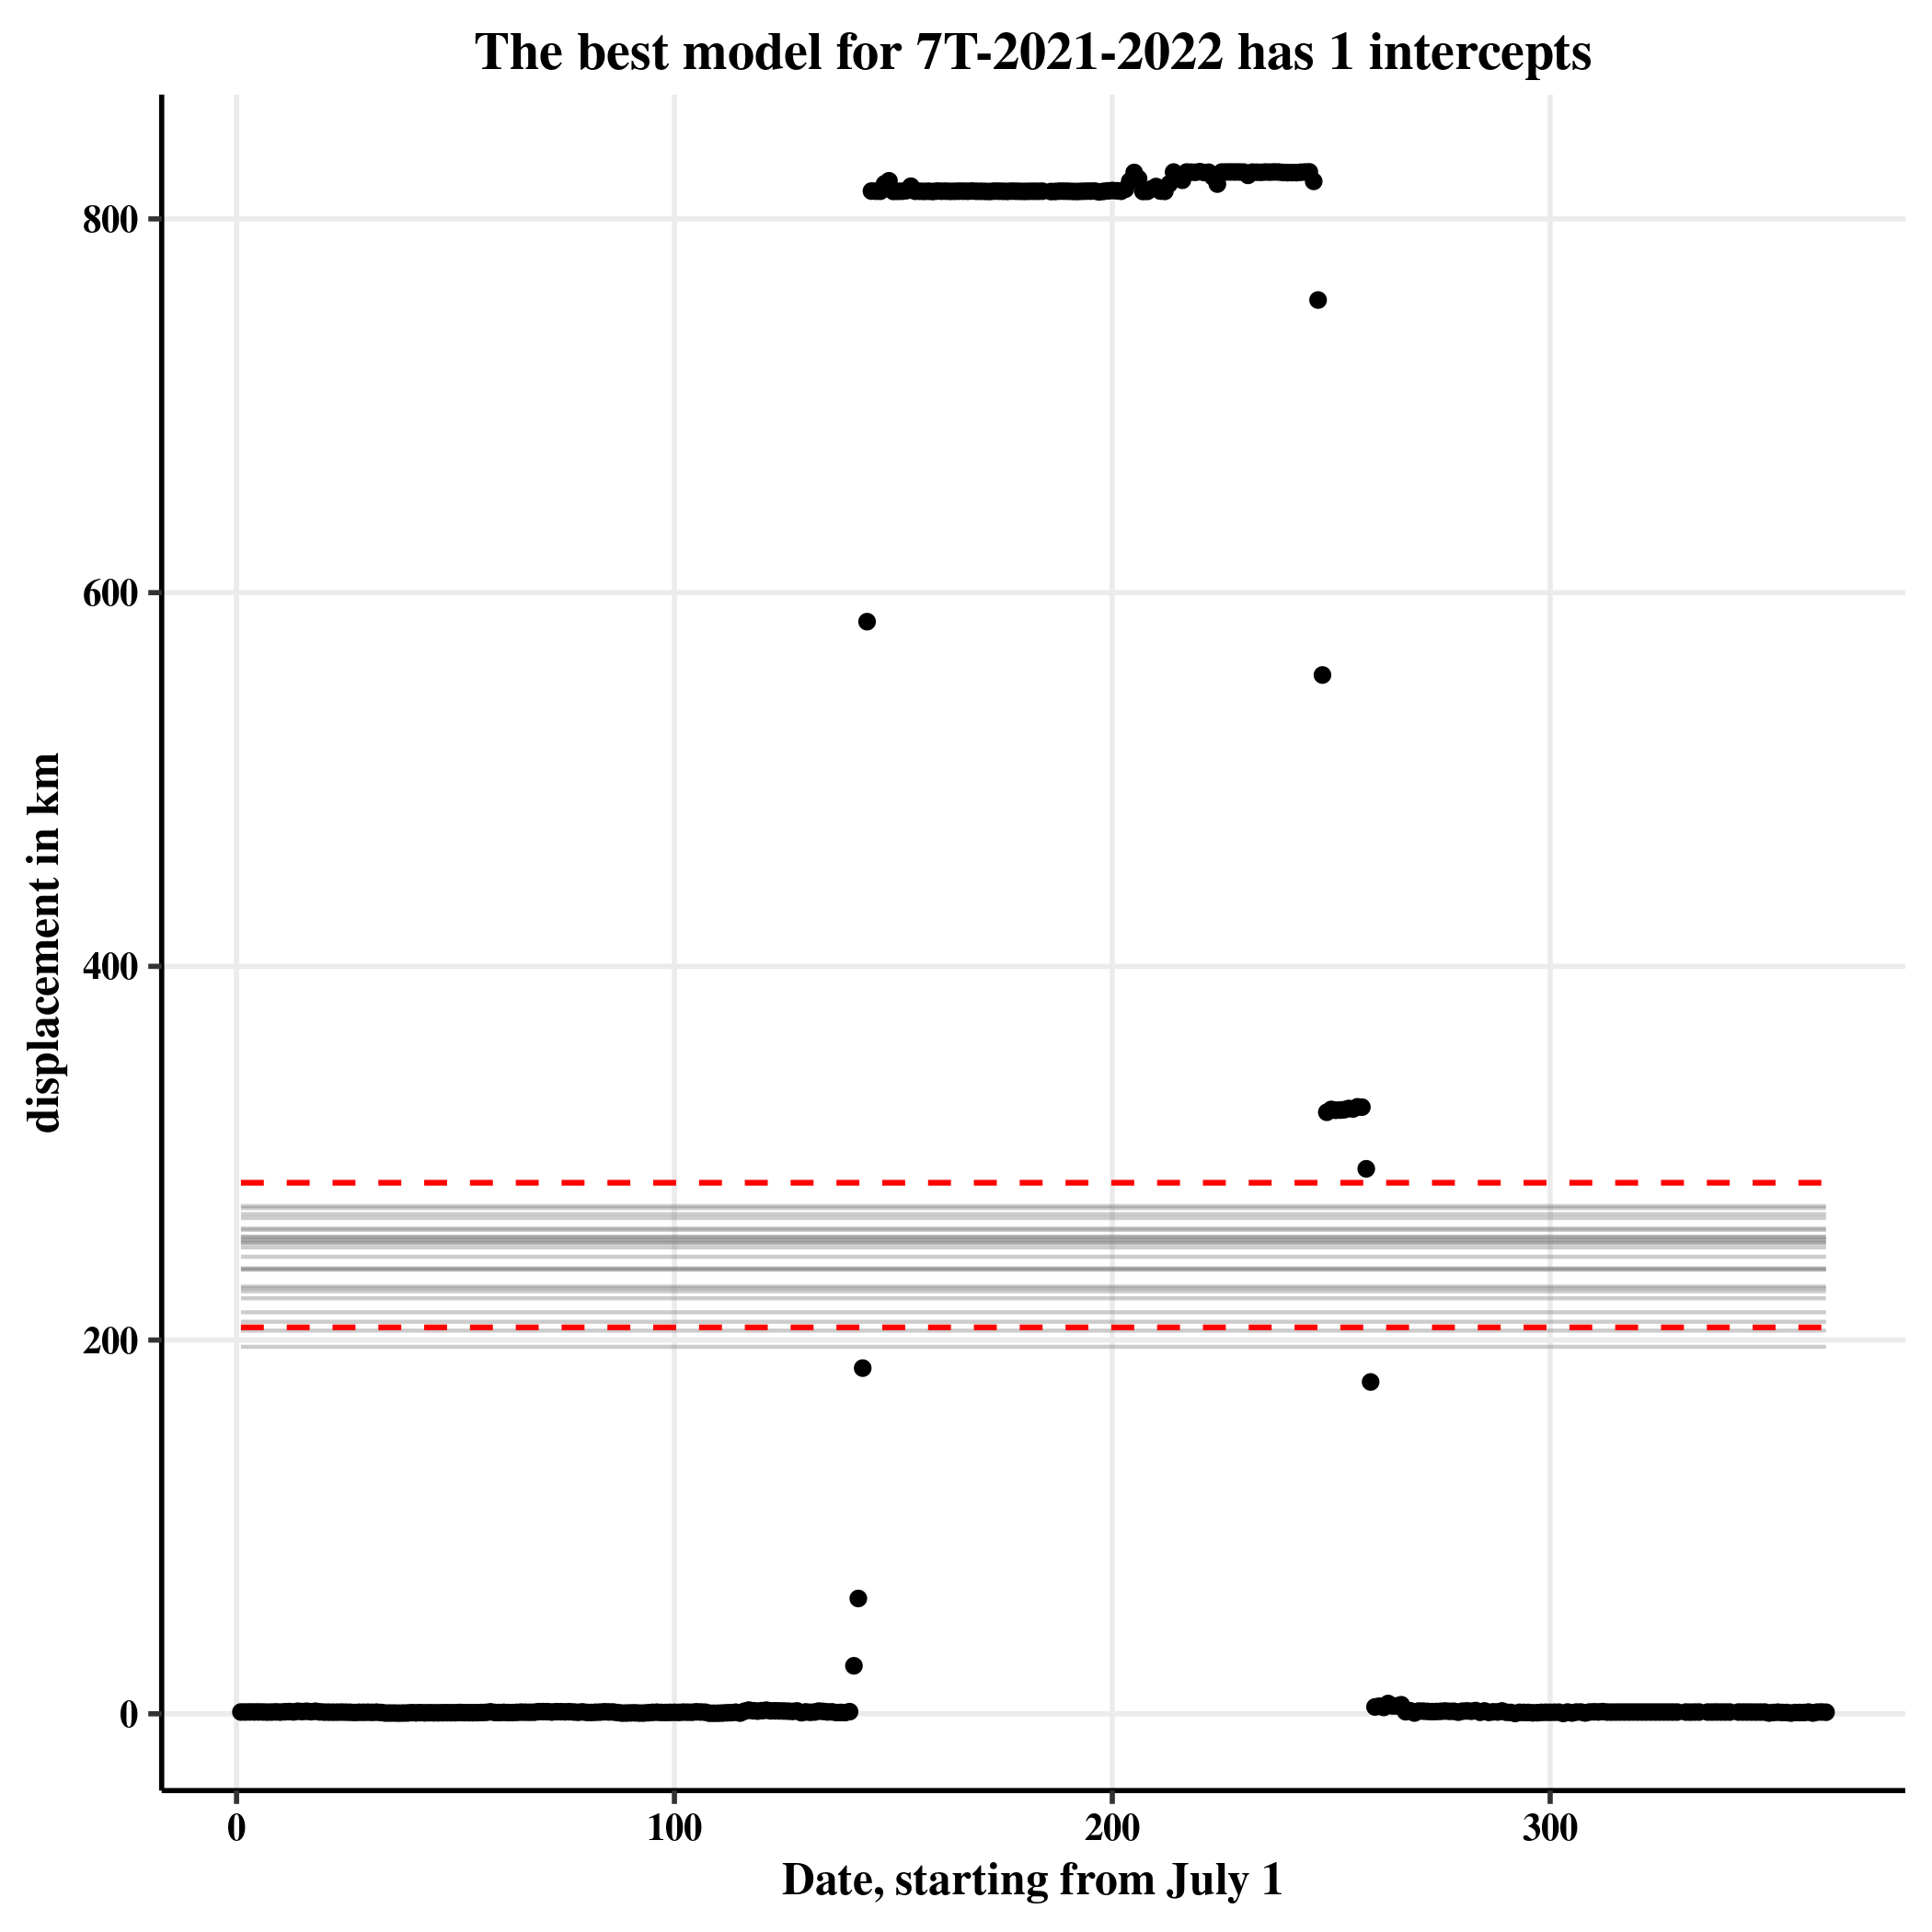 The best model for 7T-2021-2022 has 1 intercepts
displacement in km
800
600
400
200
0
0 100 200 300
Date, starting from July 1